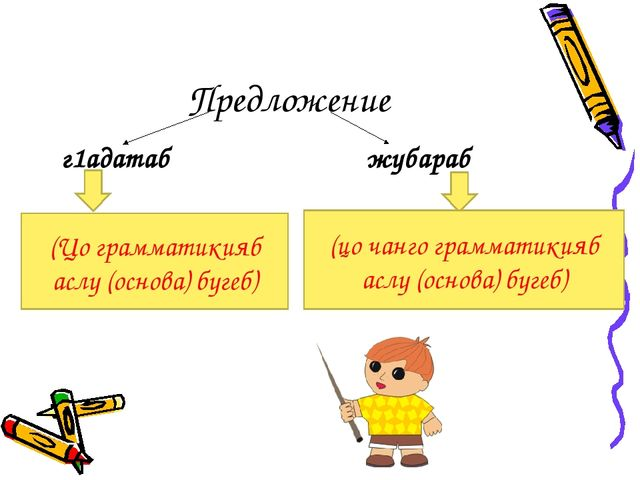 Предложение
г1адатаб
жубараб
(Цо грамматикияб
аслу (основа) бугеб)
(цо чанго грамматикияб
аслу (основа) бугеб)